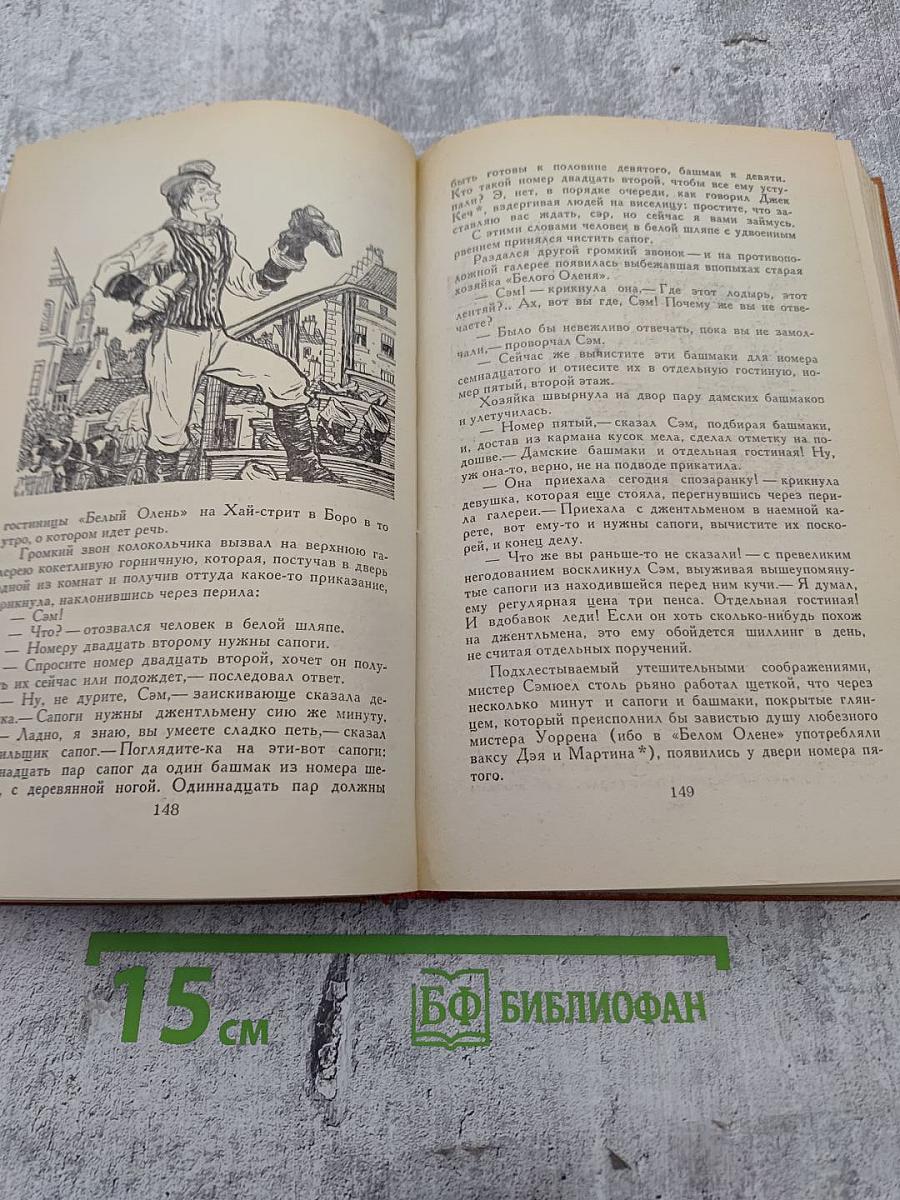 гостиницы «Белый Олень» на Хай-стрит в Боро в то
утро, о котором идет речь.
Громкий звон колокольчика вызвал на верхнюю га-
лерею кокетливую горничную, которая, постучав в дверь
одной из комнат и получив оттуда какое-то приказание,
рикнула, наклонившись через перила:
— Сэм!
— Что? — отозвался человек в белой шляпе.
— Номеру двадцать второму нужны сапоги.
— Спросите номер двадцать второй, хочет он полу-
ть их сейчас или подождет,— последовал ответ.
— Ну, не дурите, Сэм,— заискивающе сказала де-
ка.— Сапоги нужны джентльмену сию же минуту.
— Ладно, я знаю, вы умеете сладко петь,— сказал
ильщик сапог.— Поглядите-ка на эти-вот сапоги:
надцать пар сапог да один башмак из номера ше-
, с деревянной ногой. Одиннадцать пар должны
148
быть готовы к половине девятого, башмак к девяти.
Кто такой номер двадцать второй, чтобы все ему усту-
пали? Э, нет, в порядке очереди, как говорил Джек
Кеч*, вздергивая людей на виселицу: простите, что за-
ставляю вас ждать, сэр, но сейчас я вами займусь.
С этими словами человек в белой шляпе с удвоенным
рвением принялся чистить сапог.
Раздался другой громкий звонок — и на противопо-
ложной галерее появилась выбежавшая впопыхах старая
хозяйка «Белого Оленя».
— Сэм! — крикнула она,— Где этот лодырь, этот
лентяй?.. Ах, вот вы где, Сэм! Почему же вы не отве-
чаете?
— Было бы невежливо отвечать, пока вы не замол-
чали,— проворчал Сэм.
— Сейчас же вычистите эти башмаки для номера
семнадцатого и отнесите их в отдельную гостиную, но-
мер пятый, второй этаж.
Хозяйка швырнула на двор пару дамских башмаков
и улетучилась.
— Номер пятый,— сказал Сэм, подбирая башмаки,
и, достав из кармана кусок мела, сделал отметку на по-
дошве.— Дамские башмаки и отдельная гостиная! Ну,
уж она-то, верно, не на подводе прикатила.
— Она приехала сегодня спозаранку! — крикнула
девушка, которая еще стояла, перегнувшись через пери-
ла галереи.— Приехала с джентльменом в наемной ка-
рете, вот ему-то и нужны сапоги, вычистите их поско-
рей, и конец делу.
— Что же вы раньше-то не сказали! — с превеликим
негодованием воскликнул Сэм, выуживая вышеупомяну-
тые сапоги из находившейся перед ним кучи.— Я думал,
ему регулярная цена три пенса. Отдельная гостиная!
И вдобавок леди! Если он хоть сколько-нибудь похож
на джентльмена, это ему обойдется шиллинг в день,
не считая отдельных поручений.
Подхлестываемый утешительными соображениями,
мистер Сэмюел столь рьяно работал щеткой, что через
несколько минут и сапоги и башмаки, покрытые глян-
цем, который преисполнил бы завистью душу любезного
мистера Уоррена (ибо в «Белом Олене» употребляли
ваксу Дэя и Мартина*), появились у двери номера пя-
того.
149
15 см
БФ БИБЛИОФАН